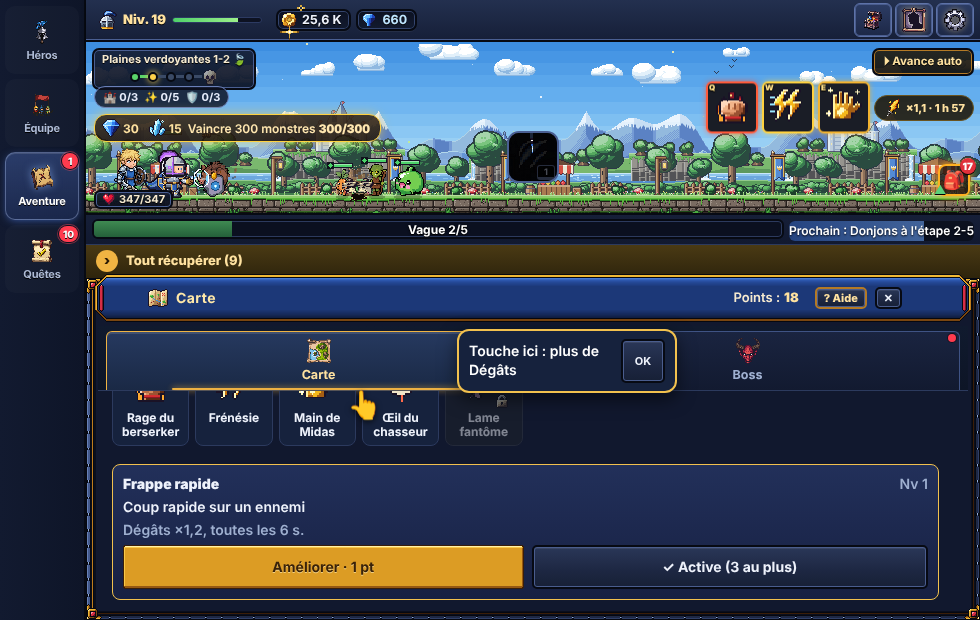 Niv. 19
25,6 K
660
Héros
Équipe
1
Aventure
10
Quêtes
Plaines verdoyantes 1-2
0/3
0/5
0/3
30
15
Vaincre 300 monstres 300/300
Avance auto
Q
W
E
×1,1 · 1 h 57
1
17
347/347
Vague 2/5
Prochain : Donjons à l'étape 2-5
Tout récupérer (9)
Carte
Points : 18
? Aide
×
Carte
Touche ici : plus de
Dégâts
OK
Boss
Rage du
berserker
Frénésie
Main de
Midas
Œil du
chasseur
Lame
fantôme
Frappe rapide
Nv 1
Coup rapide sur un ennemi
Dégâts ×1,2, toutes les 6 s.
Améliorer · 1 pt
✓ Active (3 au plus)